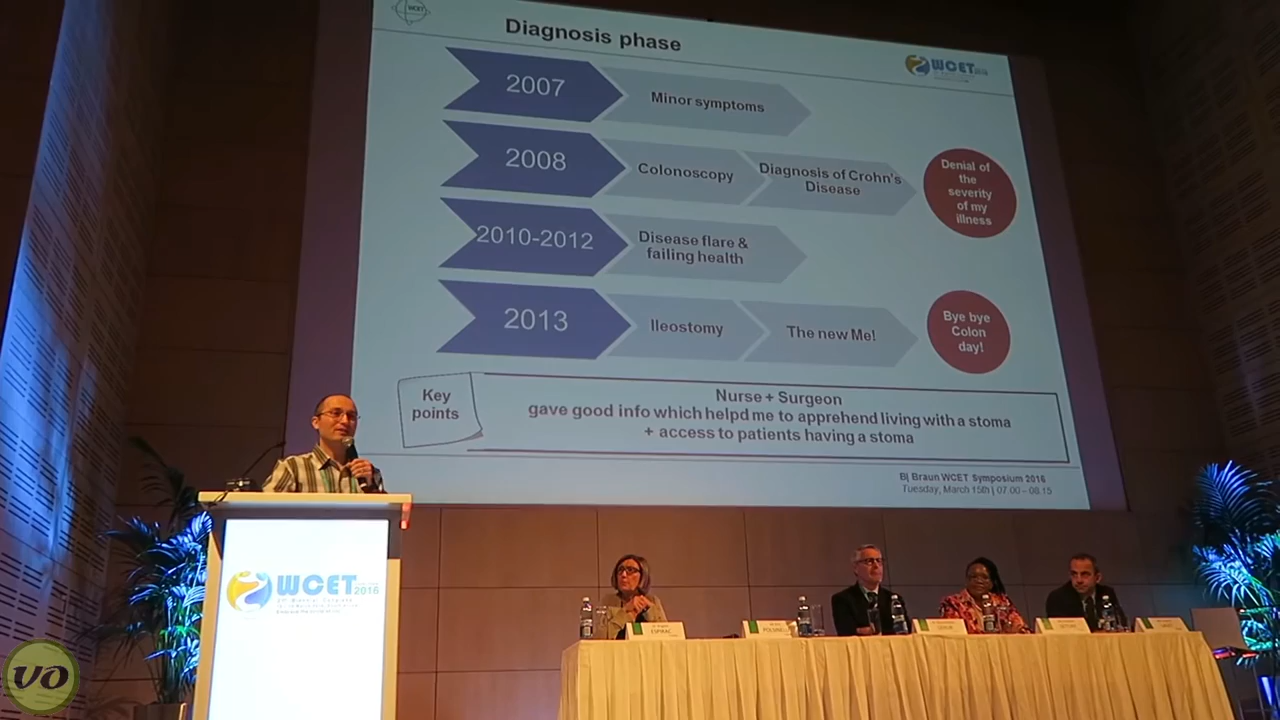 Diagnosis phase
WCET
2007
Minor symptoms
2008
Colonoscopy
Diagnosis of Crohn's
Disease
Denial of
the
severity
of my
illness
2010-2012
Disease flare &
failing health
2013
Ileostomy
The new Me!
Bye bye
Colon
day!
Key
points
Nurse + Surgeon
gave good info which helpd me to apprehend living with a stoma
+ access to patients having a stoma
B| Braun WCET Symposium 2016
Tuesday, March 15th | 07.00 – 08.15
WCET
2016
ESPIRAC
vo